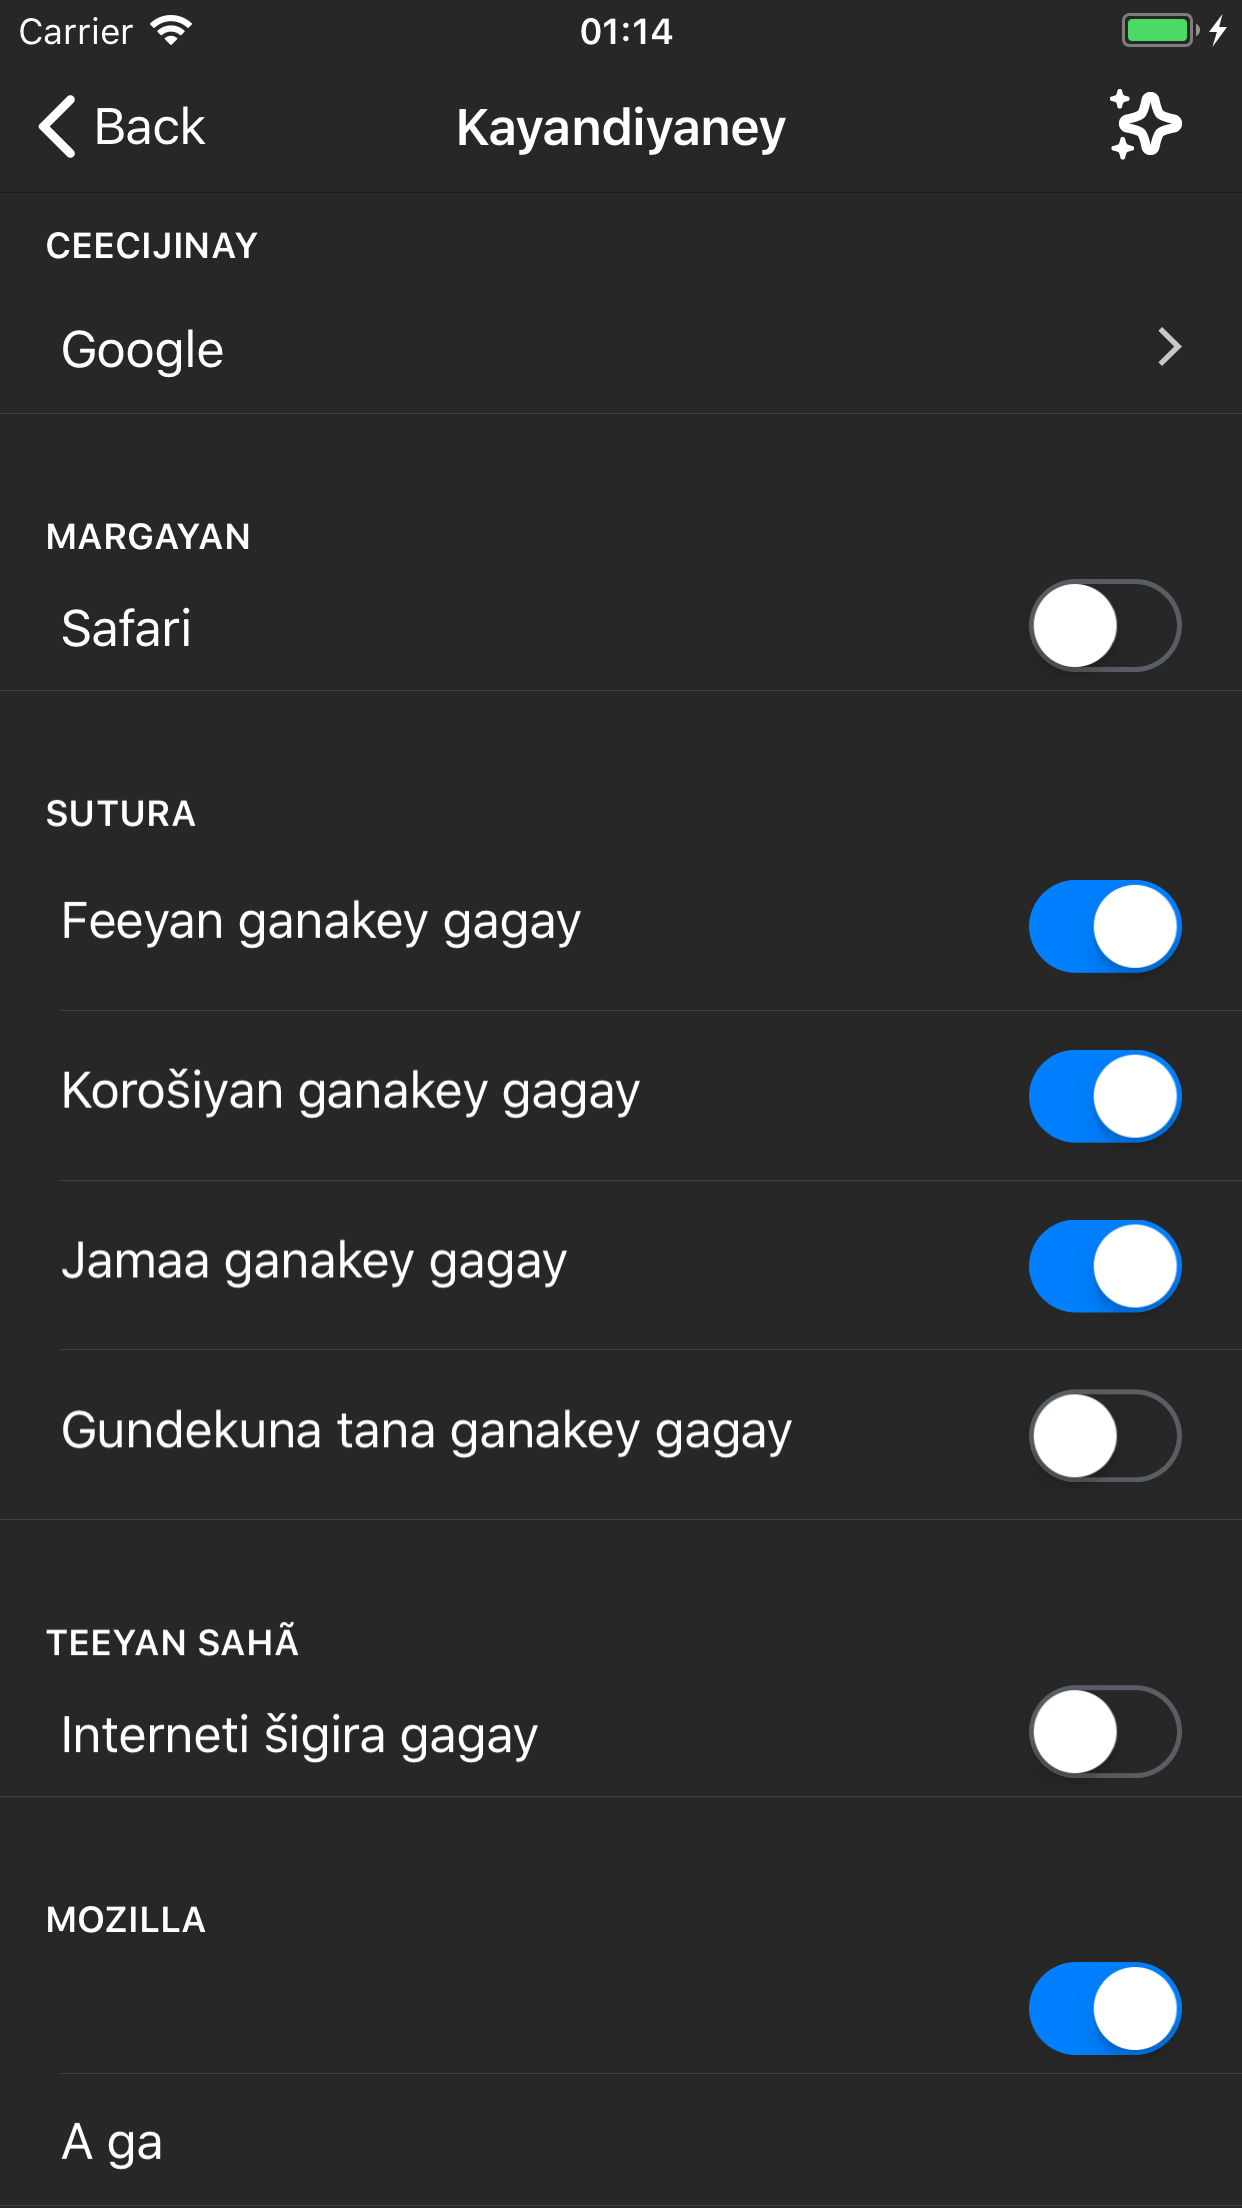 Carrier 01:14
Back Kayandiyaney
CEECIJINAY
Google
MARGAYAN
Safari
SUTURA
Feeyan ganakey gagay
Korošiyan ganakey gagay
Jamaa ganakey gagay
Gundekuna tana ganakey gagay
TEEYAN SAHÃ
Interneti šigira gagay
MOZILLA
A ga